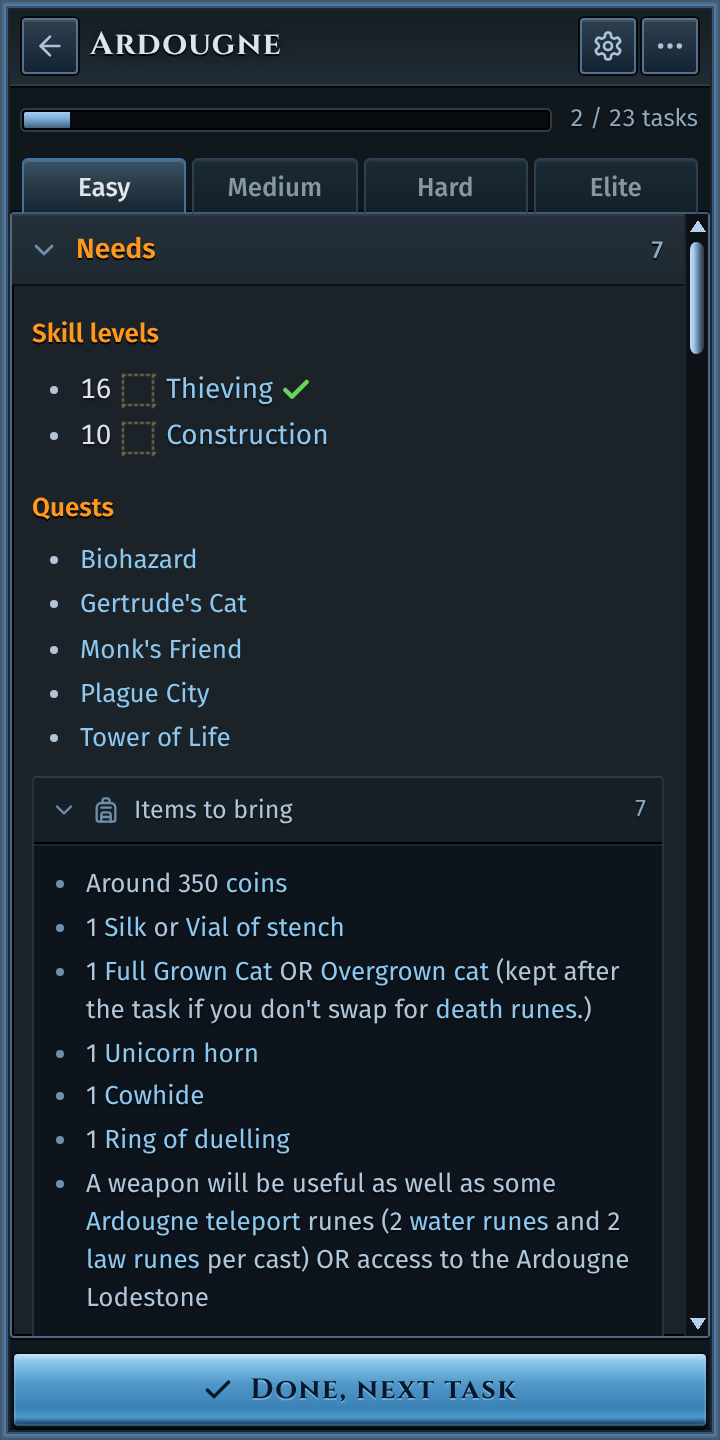 ARDOUGNE
2 / 23 tasks
Easy
Medium
Hard
Elite
Needs
7
Skill levels
16 Thieving
10 Construction
Quests
Biohazard
Gertrude's Cat
Monk's Friend
Plague City
Tower of Life
Items to bring
7
Around 350 coins
1 Silk or Vial of stench
1 Full Grown Cat OR Overgrown cat (kept after
the task if you don't swap for death runes.)
1 Unicorn horn
1 Cowhide
1 Ring of duelling
A weapon will be useful as well as some
Ardougne teleport runes (2 water runes and 2
law runes per cast) OR access to the Ardougne
Lodestone
DONE, NEXT TASK